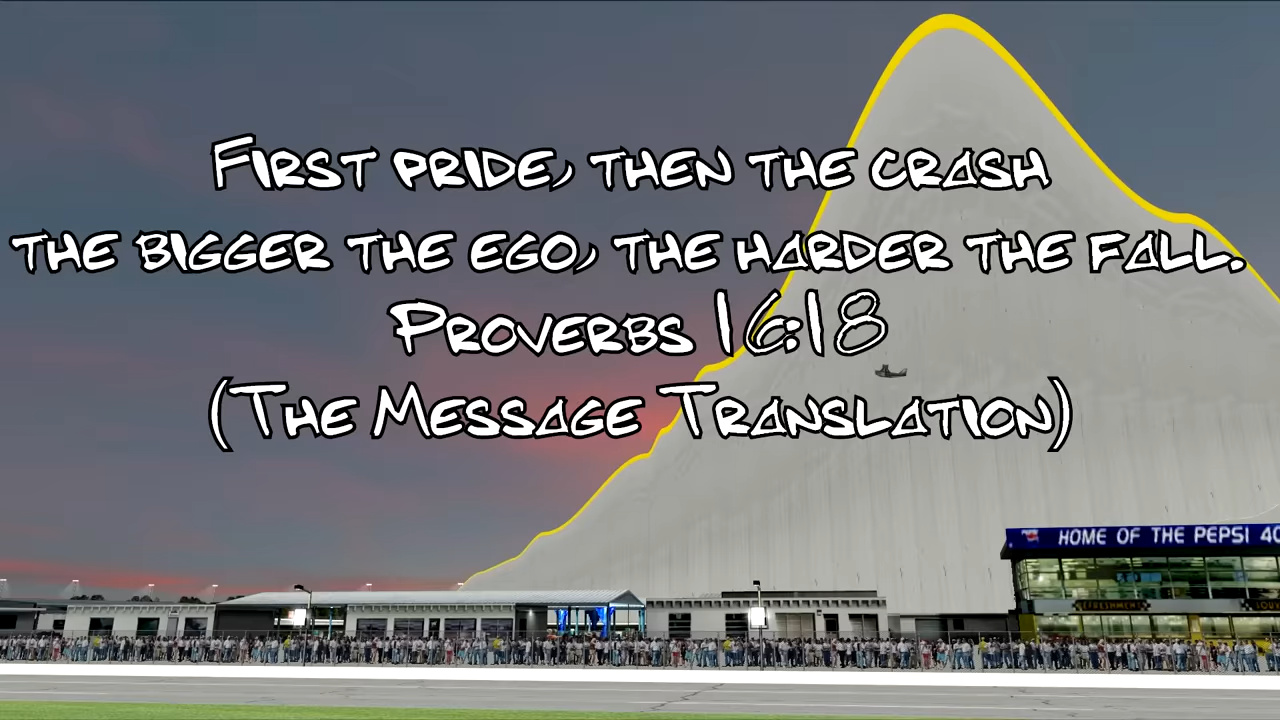 First pride, then the crash
the bigger the ego, the harder the fall.
Proverbs 16:18
(The Message Translation)
HOME OF THE PEPSI 40
REFRESHMENT